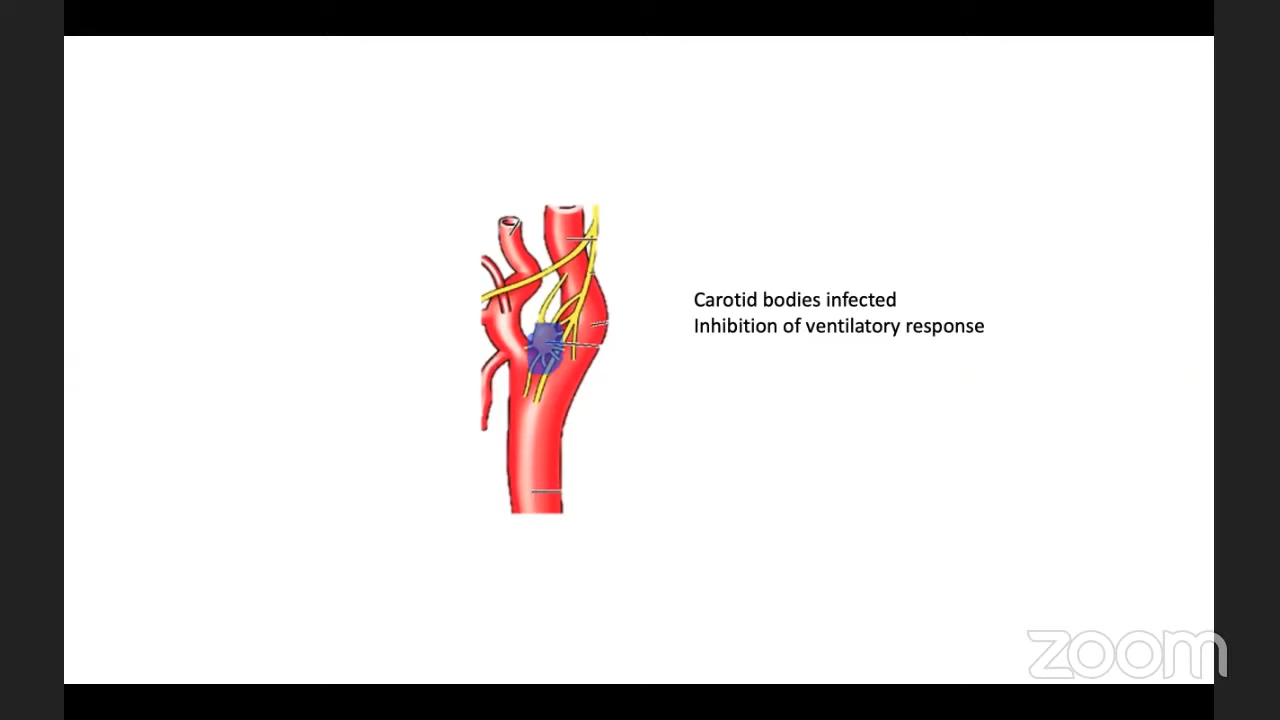 Carotid bodies infected
Inhibition of ventilatory response
zoom